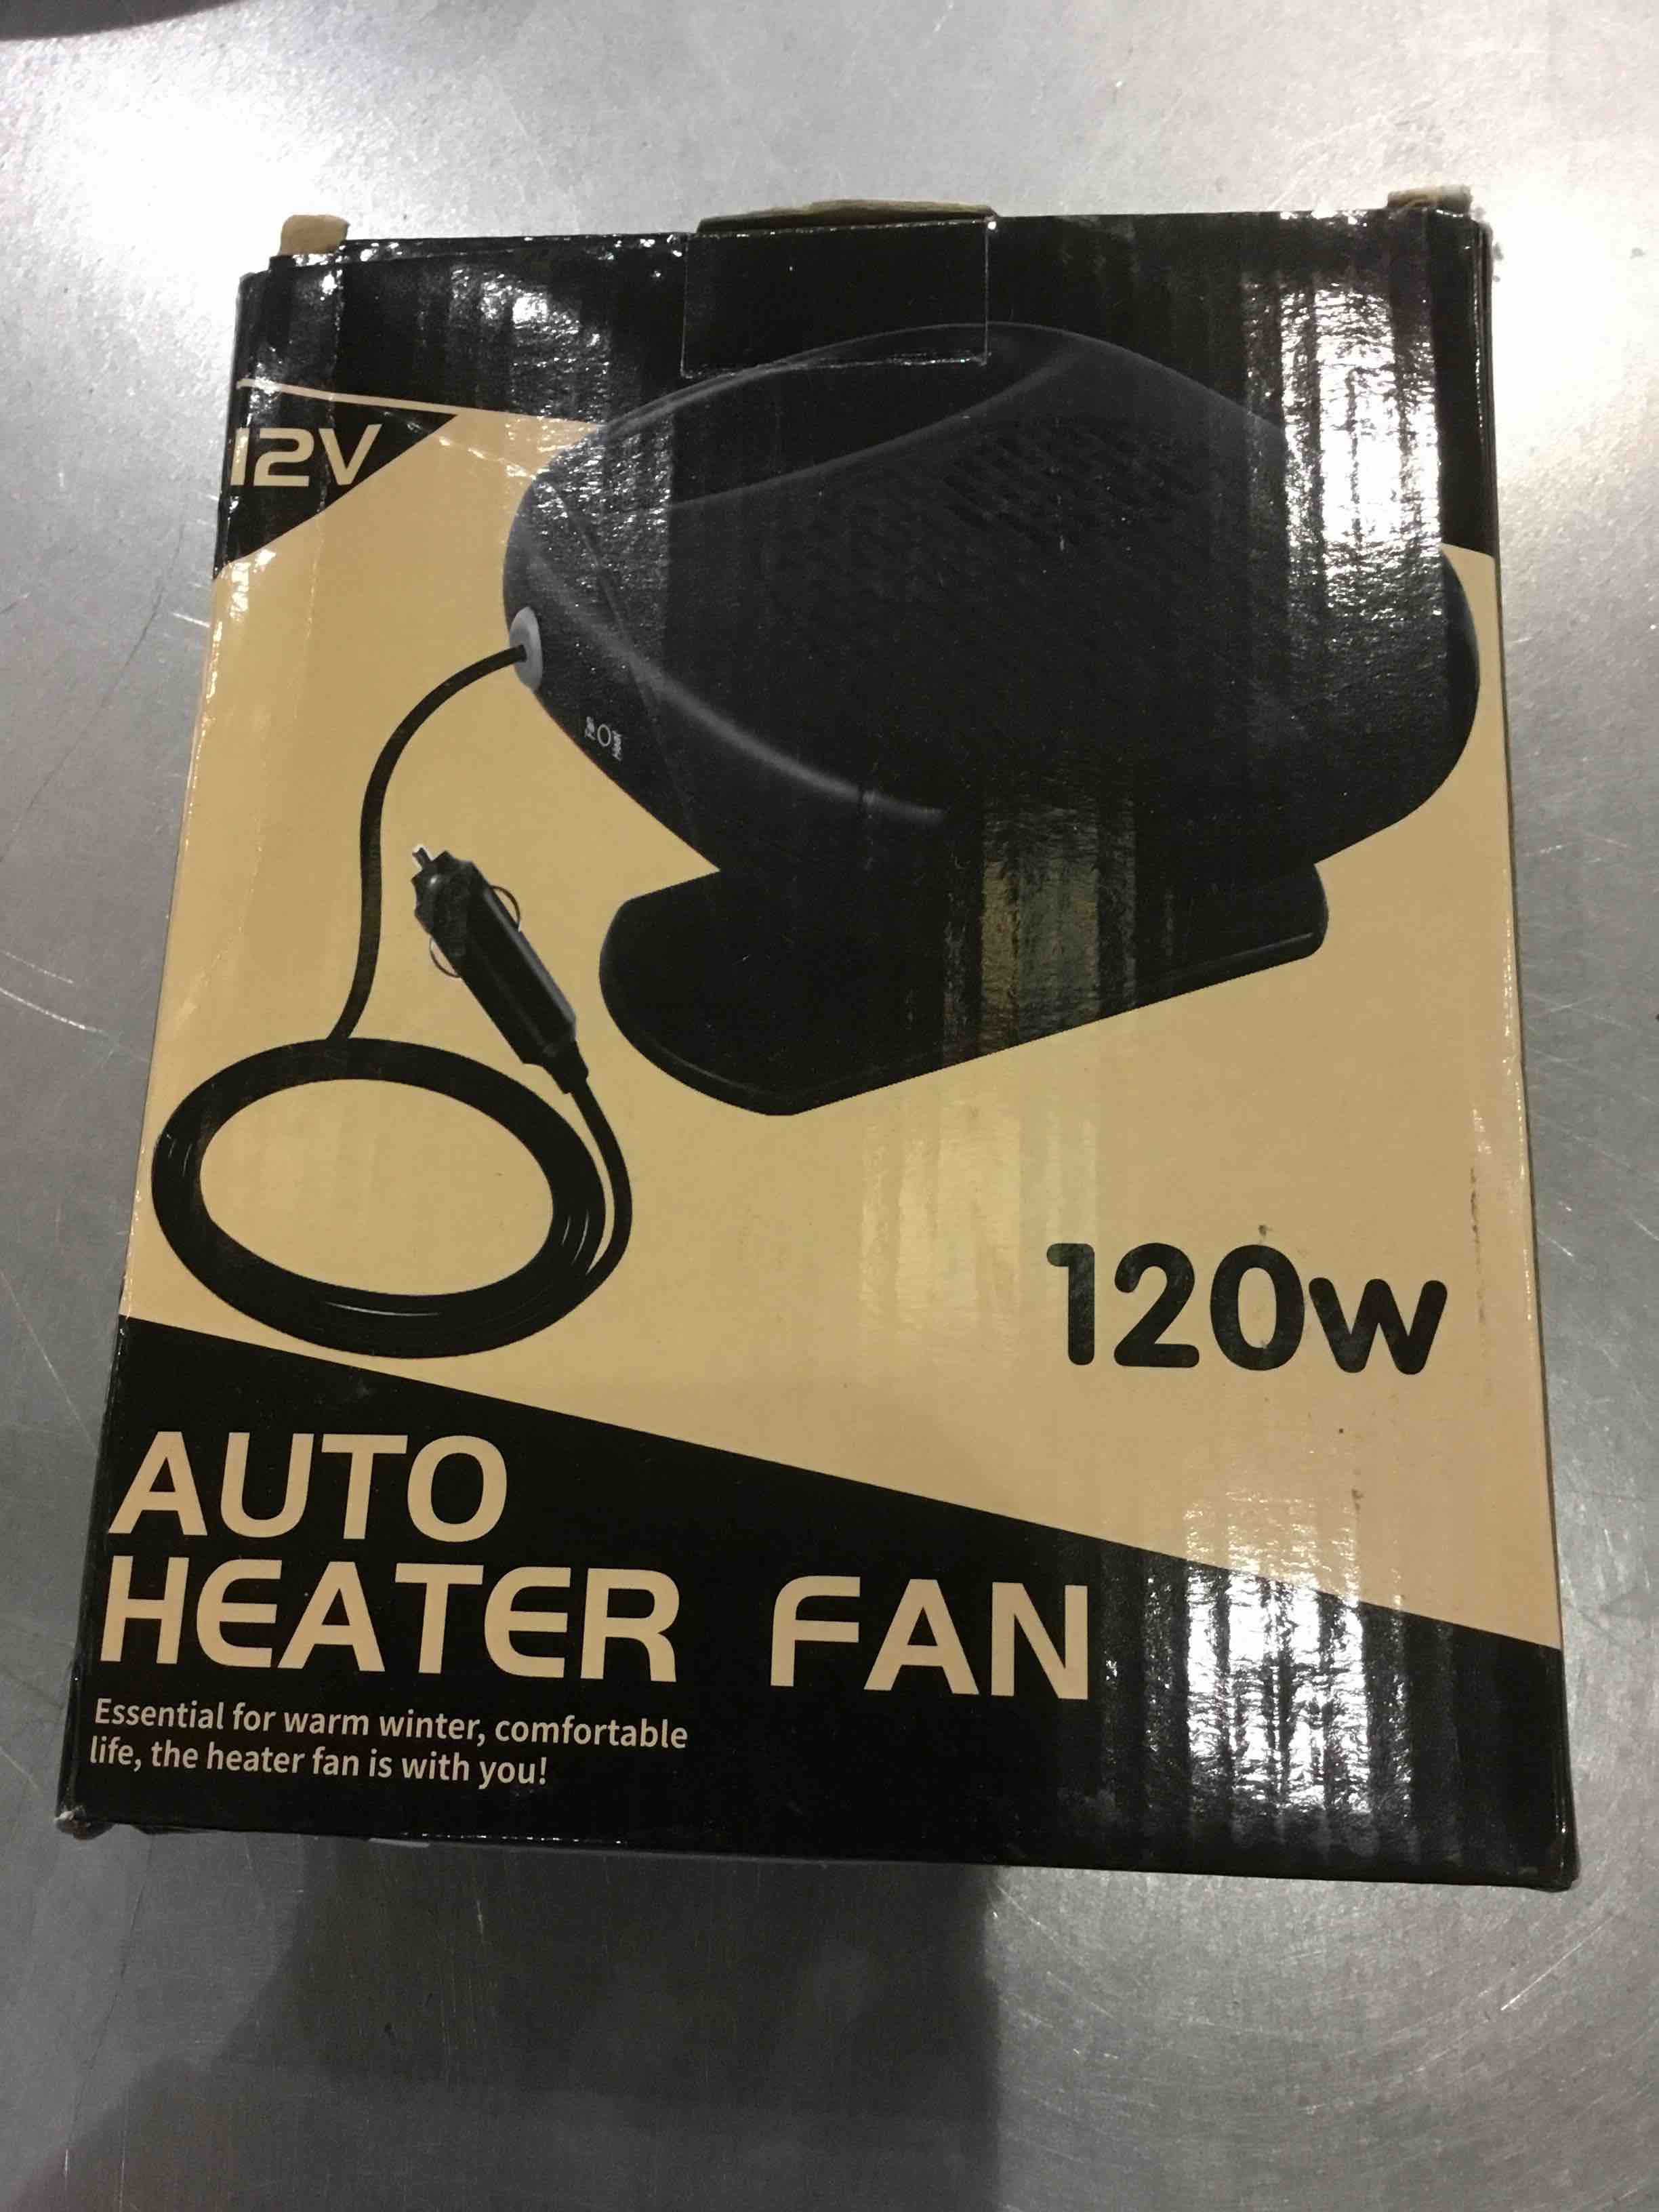 12V
120w
AUTO
HEATER FAN
Essential for warm winter, comfortable
life, the heater fan is with you!